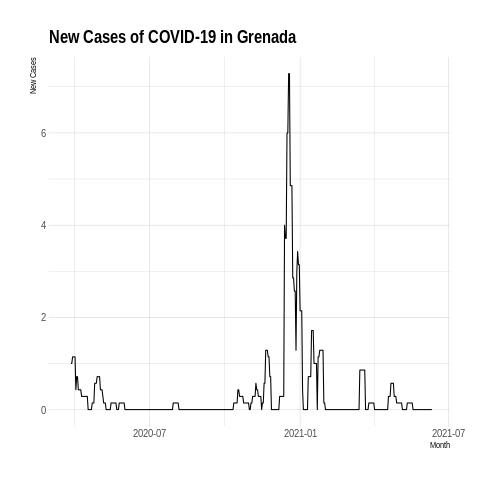 New Cases of COVID-19 in Grenada
New Cases
6
4
2
0
2020-07
2021-01
2021-07
Month